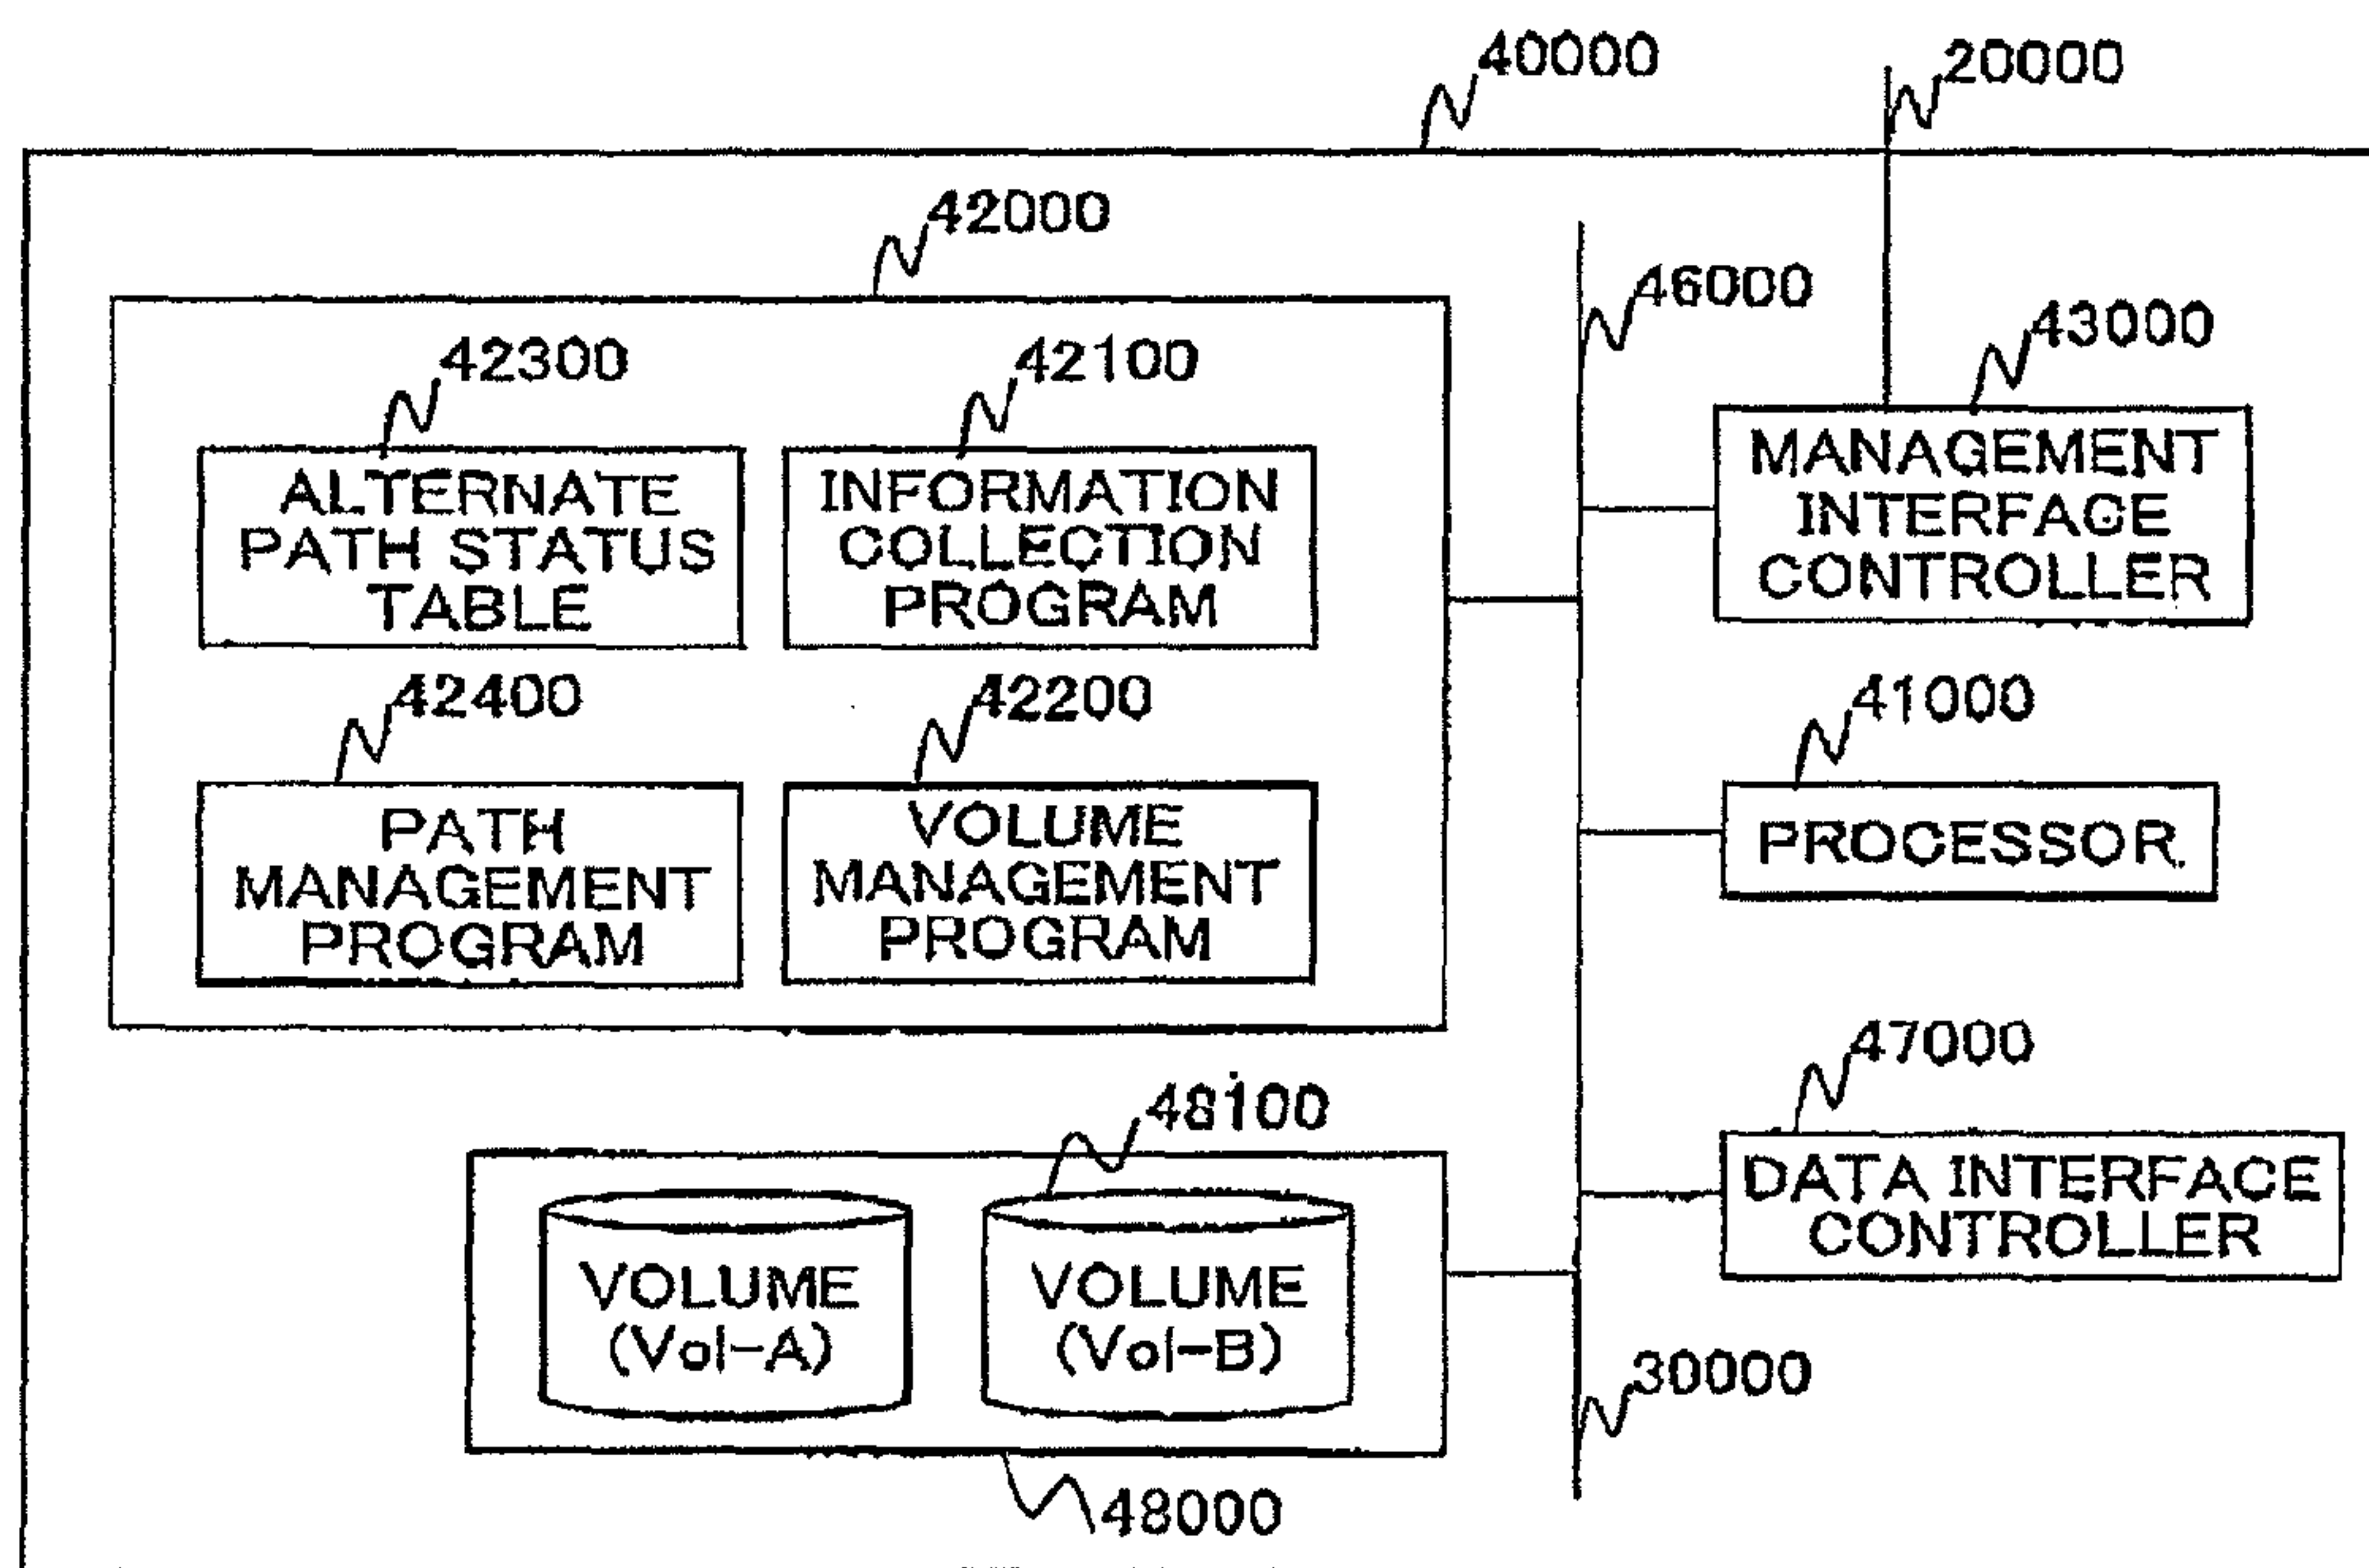 40000
20000
42000
46000
43000
42300
42100
ALTERNATE
PATH STATUS
TABLE
INFORMATION
COLLECTION
PROGRAM
MANAGEMENT
INTERFACE
CONTROLLER
42400
42200
41000
PATH
MANAGEMENT
PROGRAM
VOLUME
MANAGEMENT
PROGRAM
PROCESSOR
47000
48100
DATA INTERFACE
CONTROLLER
VOLUME
(Vol-A)
VOLUME
(Vol-B)
30000
48000